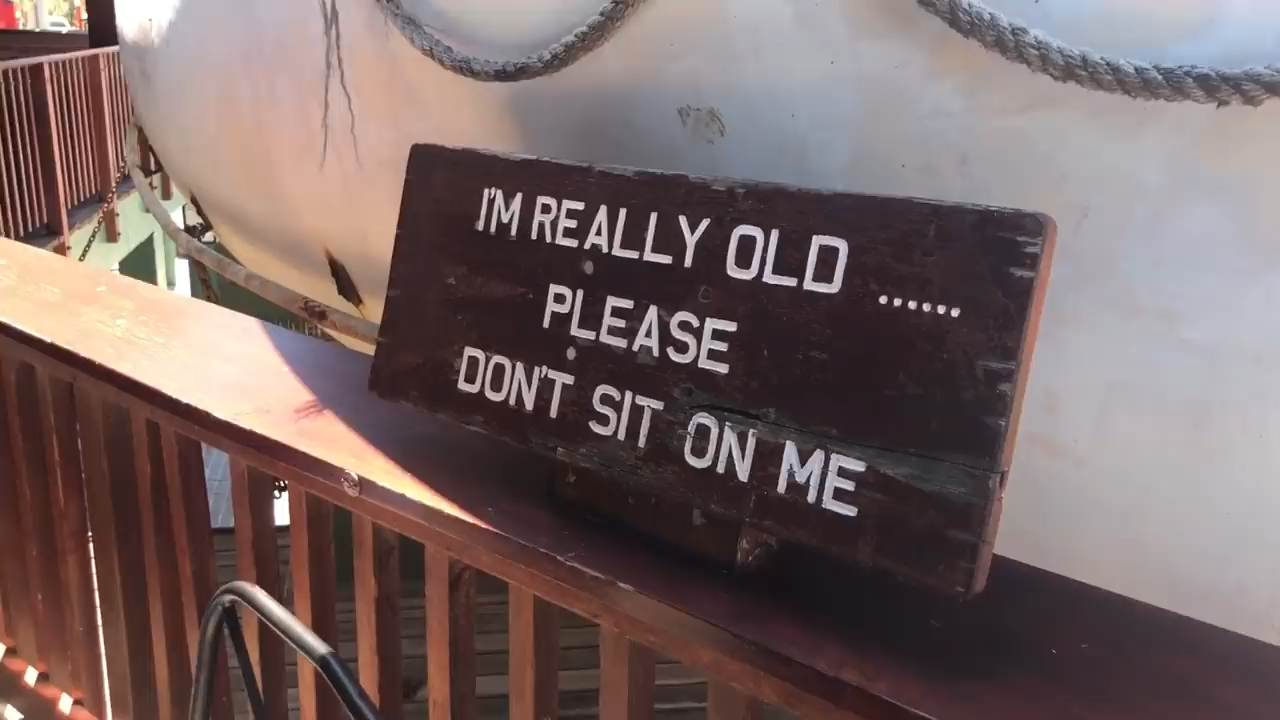 I'M REALLY OLD ......
PLEASE
DON'T SIT ON ME